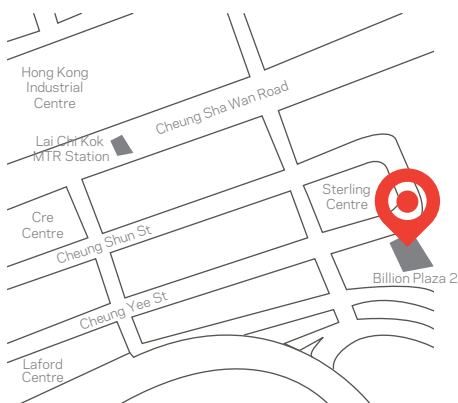 Hong Kong
Industrial
Centre
Cheung Sha Wan Road
Lai Chi Kok
MTR Station
Sterling
Centre
Cre
Centre
Cheung Shun St
Billion Plaza 2
Cheung Yee St
Laford
Centre